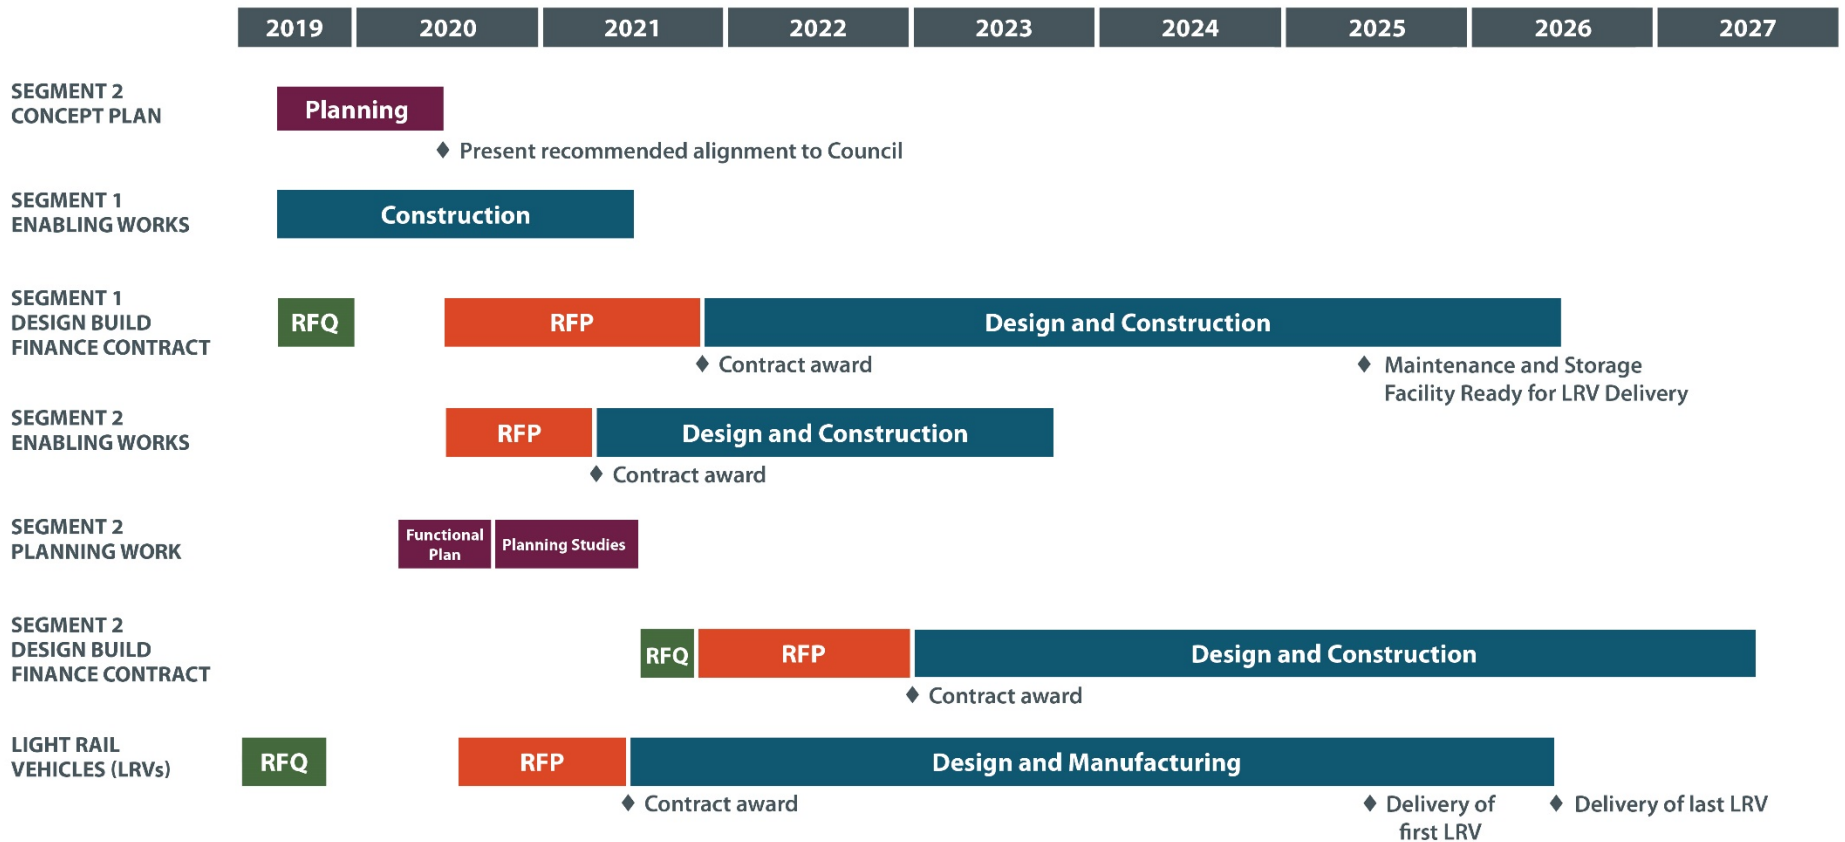 2019 2020 2021 2022 2023 2024 2025 2026 2027
SEGMENT 2
CONCEPT PLAN
Planning
♦ Present recommended alignment to Council
SEGMENT 1
ENABLING WORKS
Construction
SEGMENT 1
DESIGN BUILD
FINANCE CONTRACT
RFQ RFP Design and Construction
♦ Contract award
♦ Maintenance and Storage
Facility Ready for LRV Delivery
SEGMENT 2
ENABLING WORKS
RFP Design and Construction
♦ Contract award
SEGMENT 2
PLANNING WORK
Functional
Plan
Planning Studies
SEGMENT 2
DESIGN BUILD
FINANCE CONTRACT
RFQ RFP Design and Construction
♦ Contract award
LIGHT RAIL
VEHICLES (LRVs)
RFQ RFP Design and Manufacturing
♦ Contract award
♦ Delivery of
first LRV
♦ Delivery of last LRV